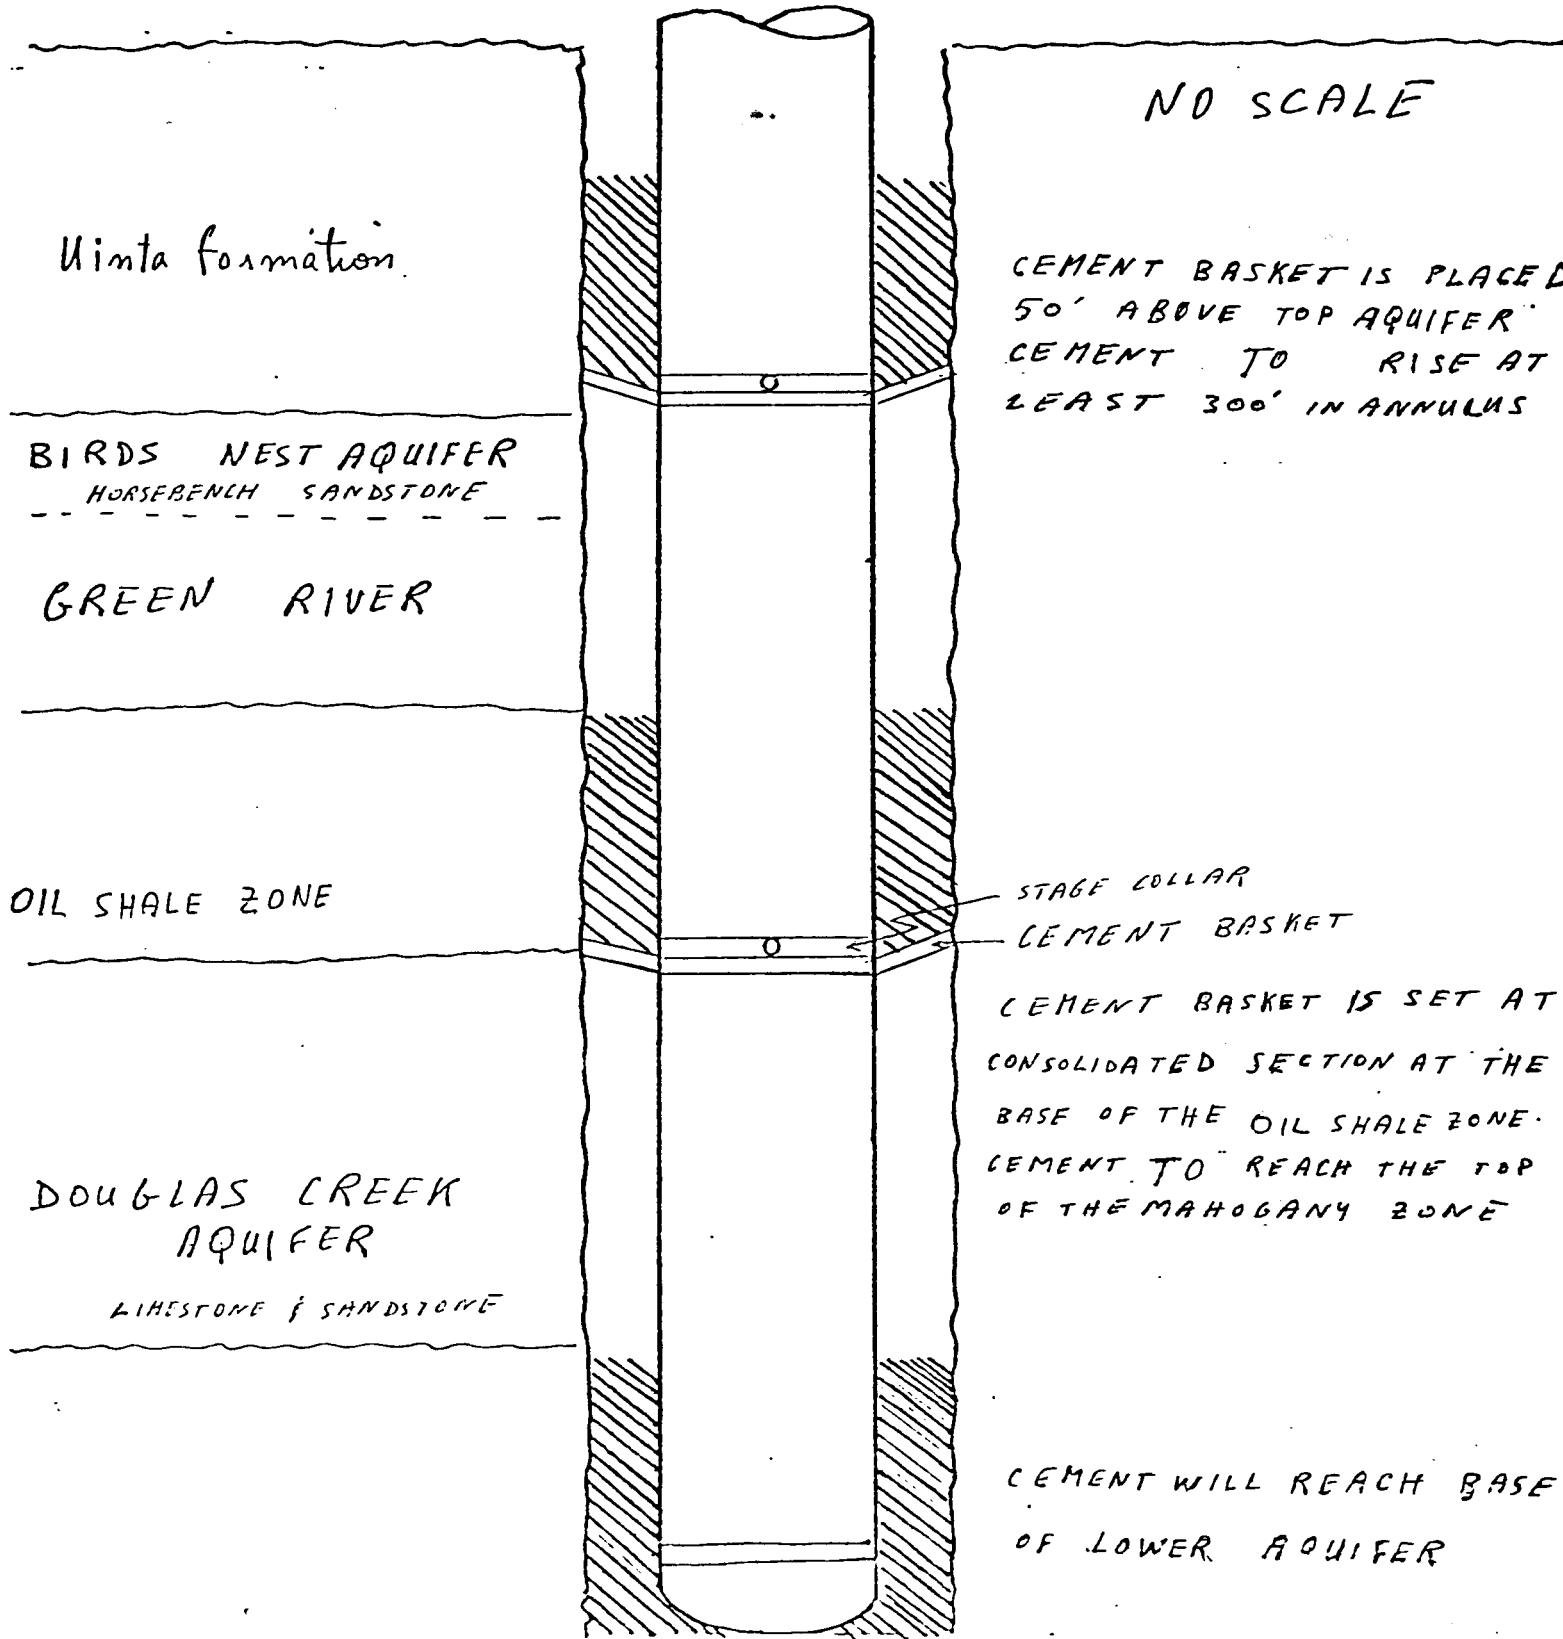 NO SCALE
Uinta formation
CEMENT BASKET IS PLACED
50' ABOVE TOP AQUIFER
CEMENT TO RISE AT
LEAST 300' IN ANNULUS
BIRDS NEST AQUIFER
HORSEBENCH SANDSTONE
GREEN RIVER
OIL SHALE ZONE
STAGE COLLAR
CEMENT BASKET
CEMENT BASKET IS SET AT
CONSOLIDATED SECTION AT THE
BASE OF THE OIL SHALE ZONE.
CEMENT TO REACH THE TOP
OF THE MAHOGANY ZONE
DOUGLAS CREEK
AQUIFER
LIMESTONE & SANDSTONE
CEMENT WILL REACH BASE
OF LOWER AQUIFER